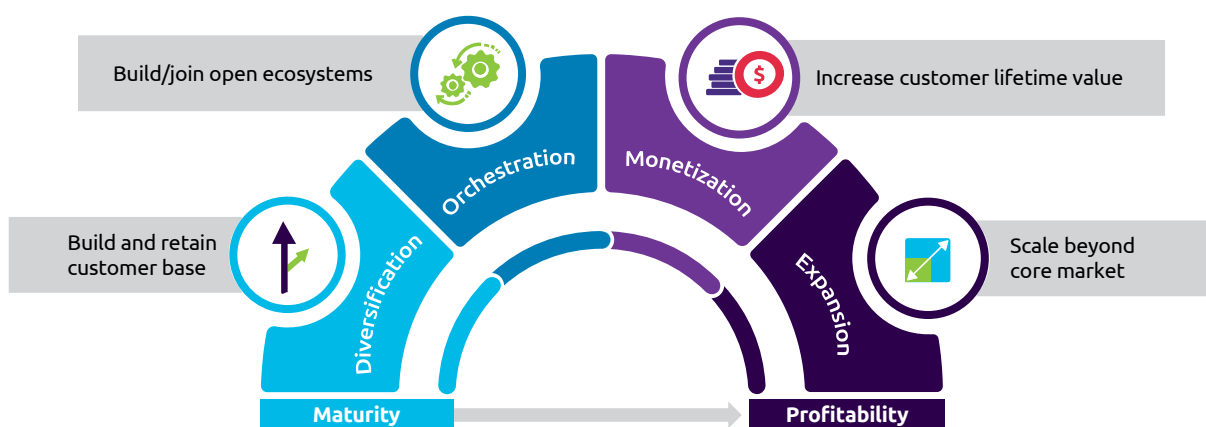 Build/join open ecosystems
$
Increase customer lifetime value
Orchestration
Monetization
Build and retain
customer base
Diversification
Expansion
Scale beyond
core market
Maturity
Profitability